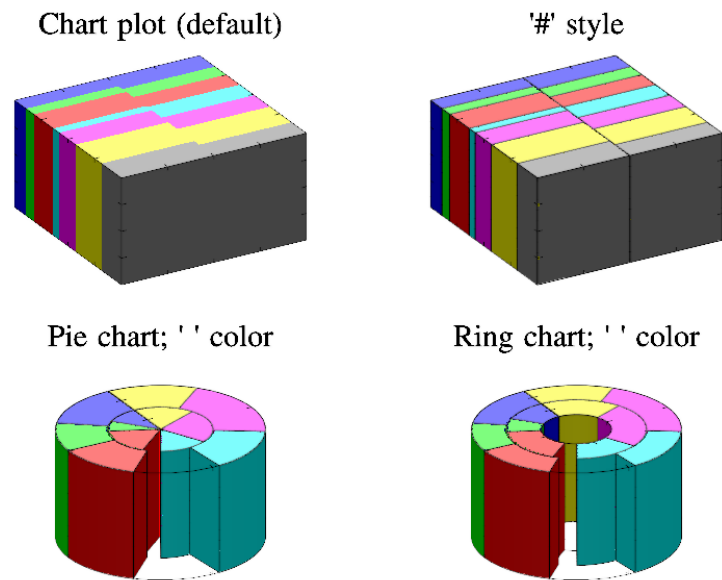 Chart plot (default)
'#' style
Pie chart; ' ' color
Ring chart; ' ' color